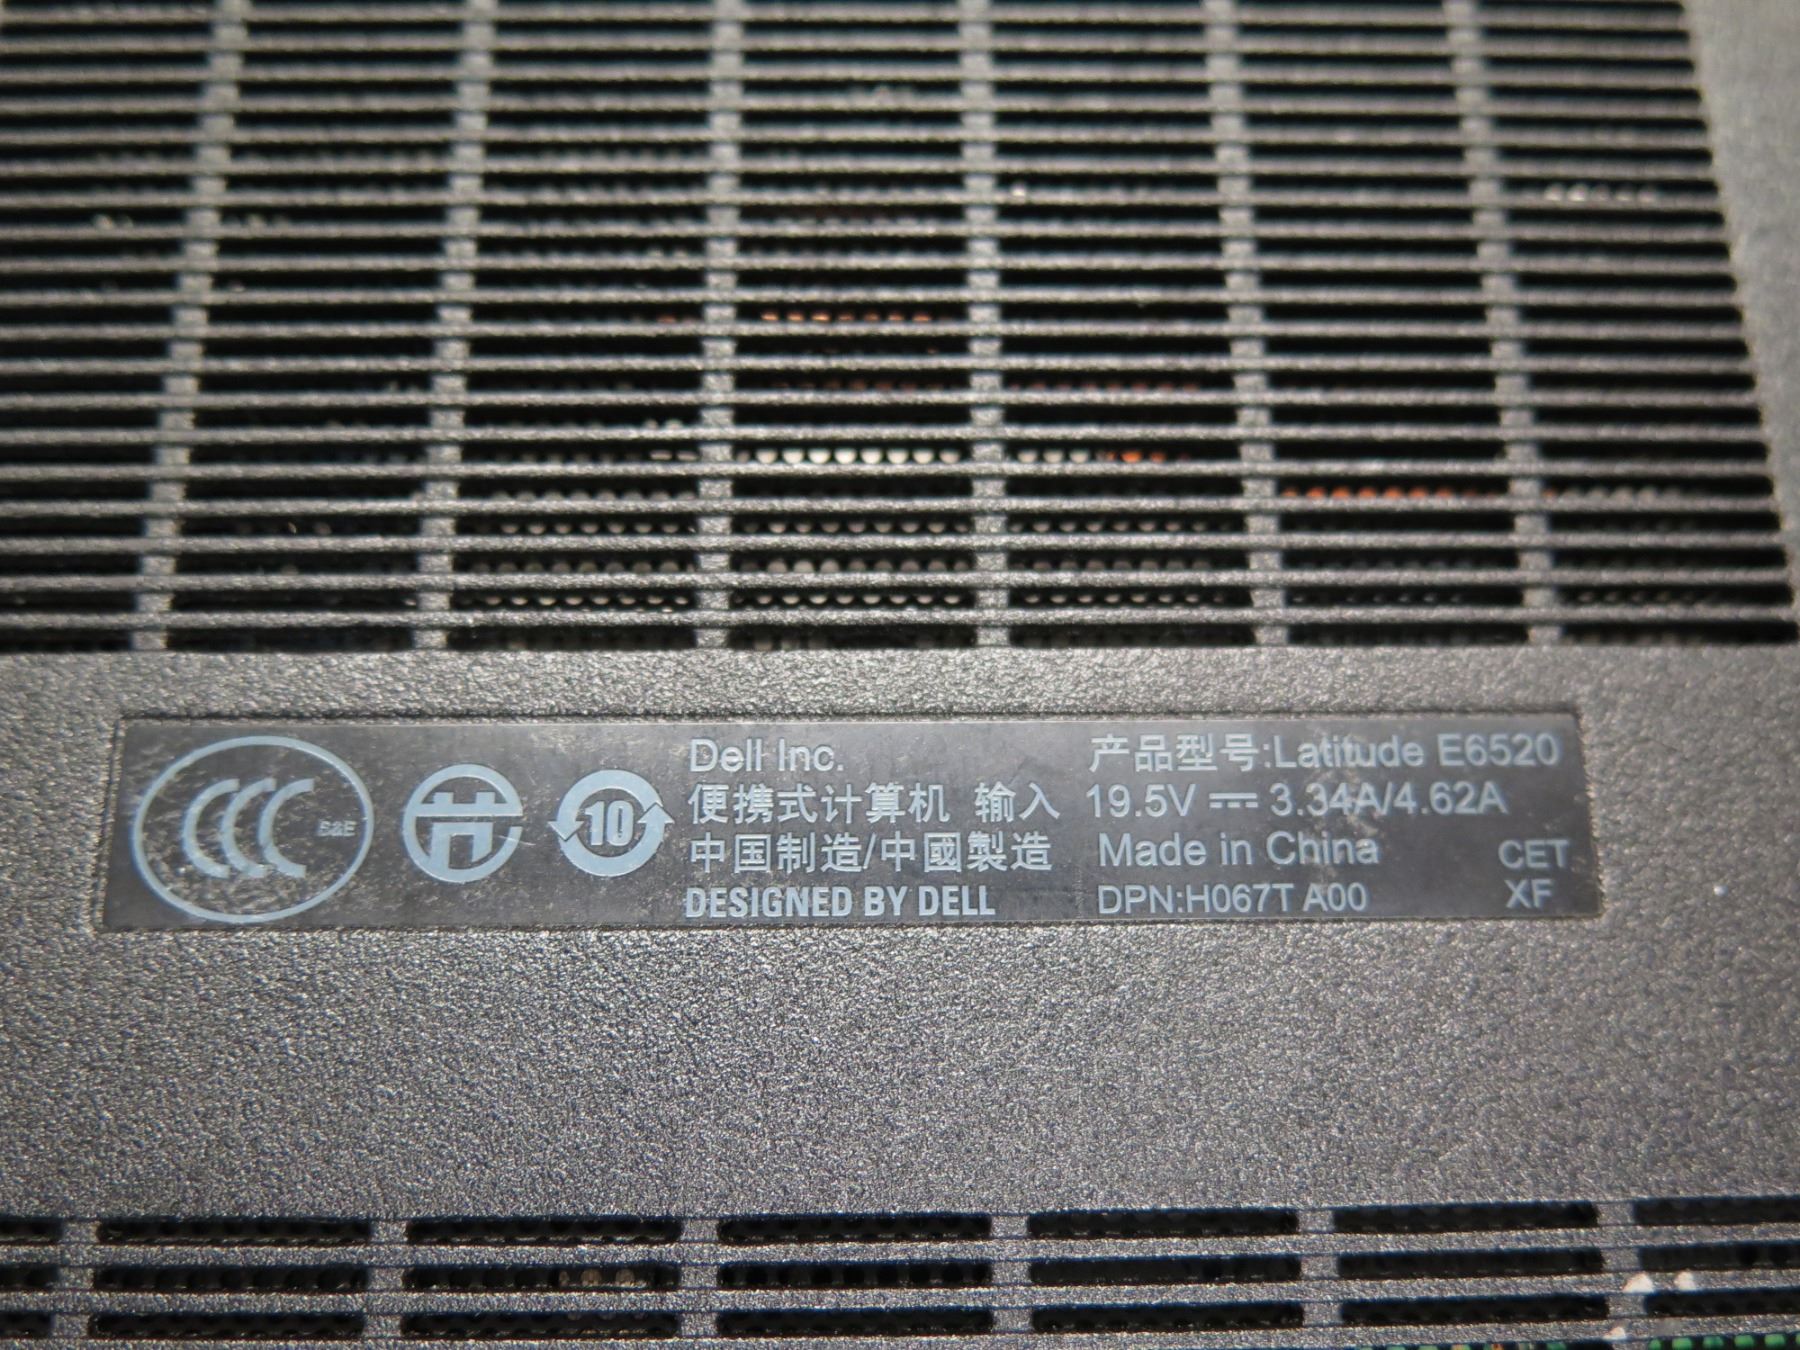 CCC S&E
10
Dell Inc.
便携式计算机 输入
中国制造/中國製造
DESIGNED BY DELL
产品型号:Latitude E6520
19.5V ⎓ 3.34A/4.62A
Made in China
DPN:H067T A00
CET
XF